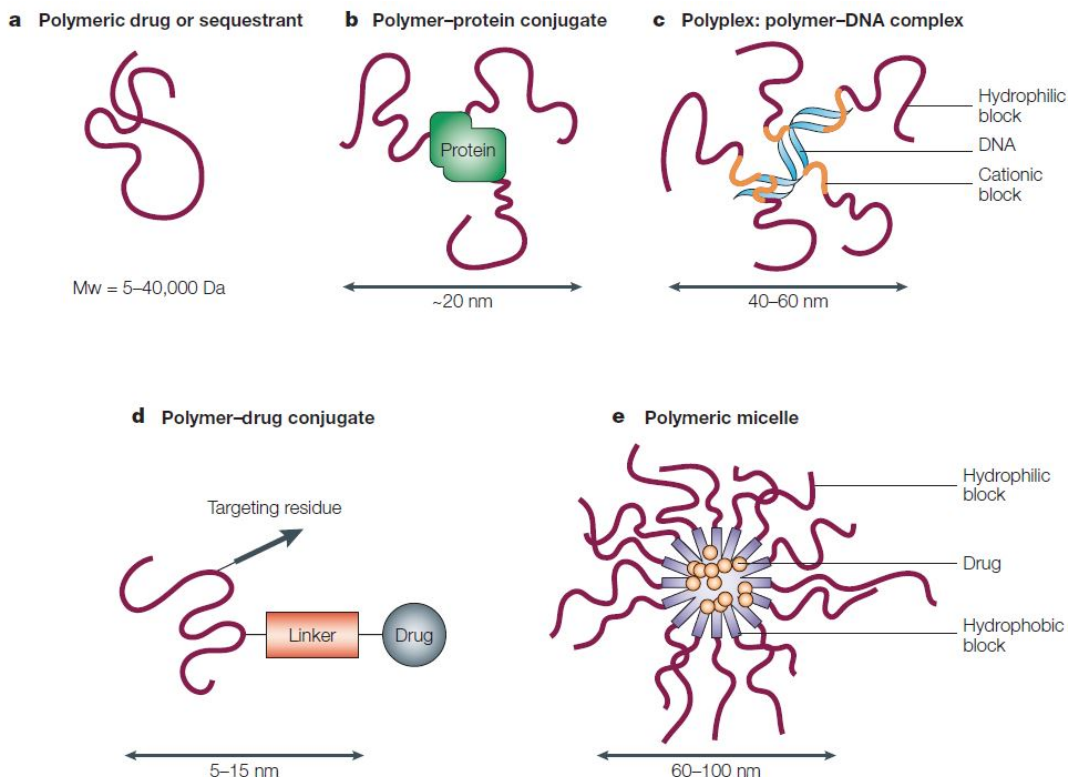 a Polymeric drug or sequestrant
b Polymer–protein conjugate
c Polyplex: polymer–DNA complex
Protein
Hydrophilic
block
DNA
Cationic
block
Mw = 5–40,000 Da
~20 nm
40–60 nm
d Polymer–drug conjugate
e Polymeric micelle
Targeting residue
Linker
Drug
Hydrophilic
block
Drug
Hydrophobic
block
5–15 nm
60–100 nm